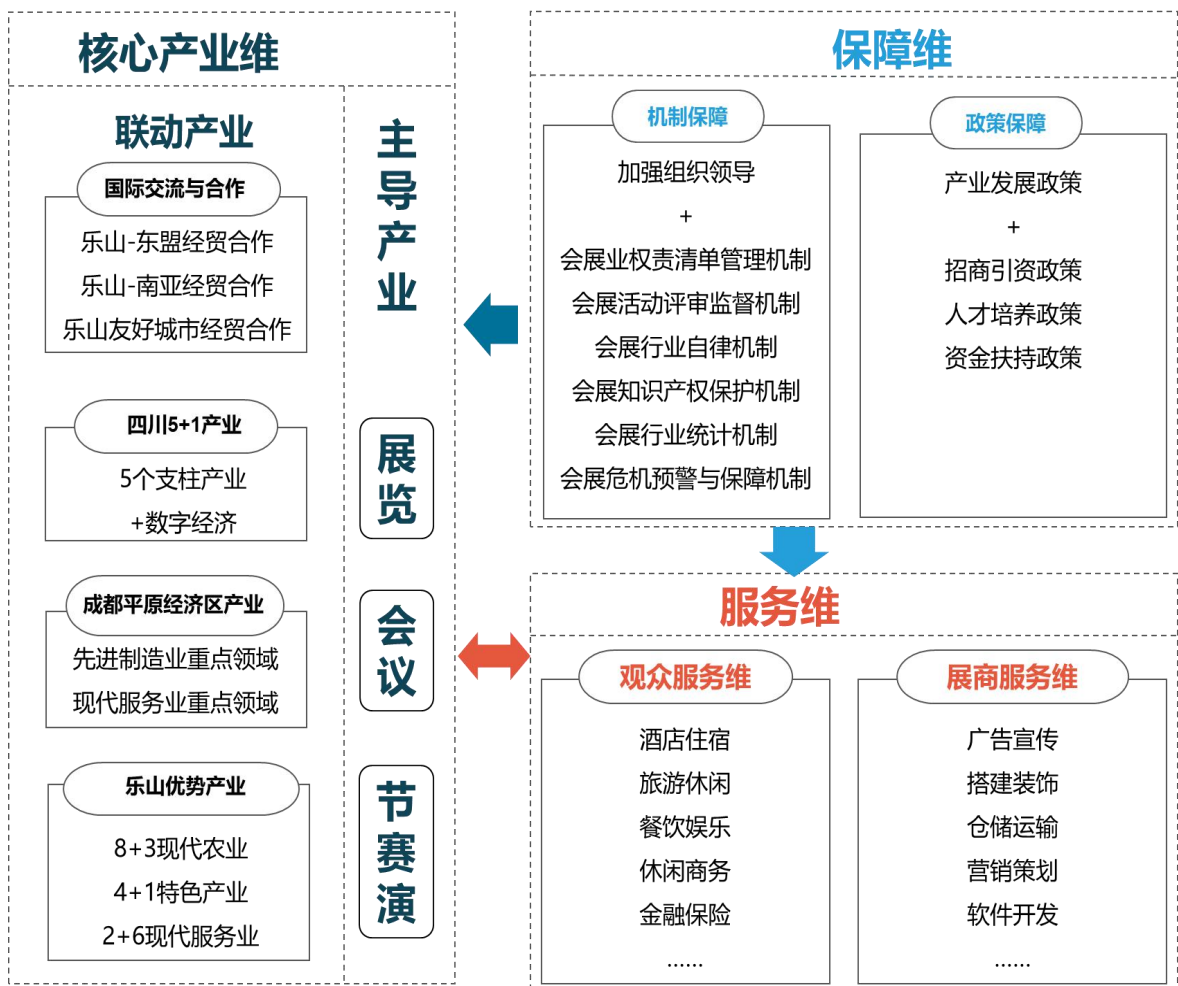 核心产业维
联动产业
国际交流与合作
乐山-东盟经贸合作
乐山-南亚经贸合作
乐山友好城市经贸合作
四川5+1产业
5个支柱产业
+数字经济
成都平原经济区产业
先进制造业重点领域
现代服务业重点领域
乐山优势产业
8+3现代农业
4+1特色产业
2+6现代服务业
主导产业
展览
会议
节赛演
保障维
机制保障
加强组织领导
+
会展业权责清单管理机制
会展活动评审监督机制
会展行业自律机制
会展知识产权保护机制
会展行业统计机制
会展危机预警与保障机制
政策保障
产业发展政策
+
招商引资政策
人才培养政策
资金扶持政策
服务维
观众服务维
酒店住宿
旅游休闲
餐饮娱乐
休闲商务
金融保险
......
展商服务维
广告宣传
搭建装饰
仓储运输
营销策划
软件开发
......